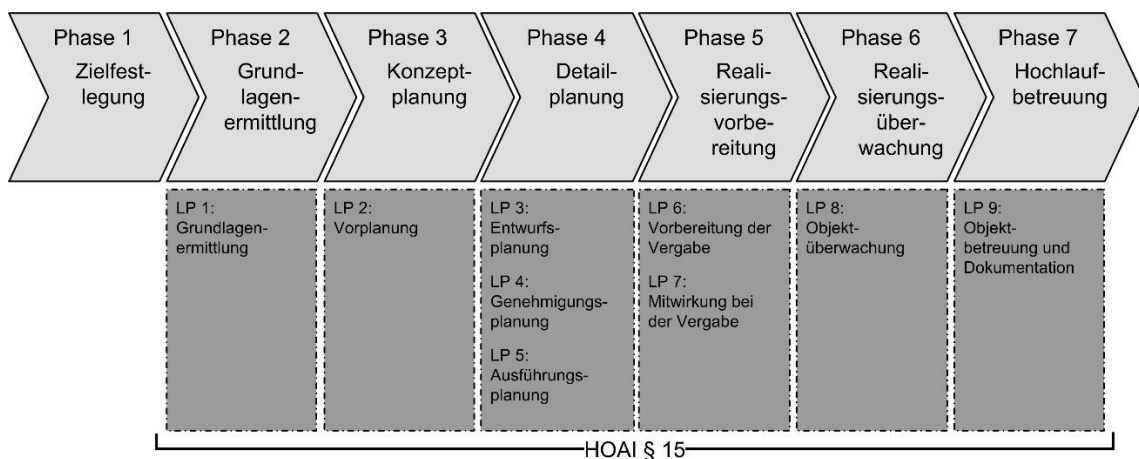 Phase 1
Zielfest-
legung
Phase 2
Grund-
lagen-
ermittlung
Phase 3
Konzept-
planung
Phase 4
Detail-
planung
Phase 5
Reali-
sierungs-
vorbe-
reitung
Phase 6
Reali-
sierungs-
über-
wachung
Phase 7
Hochlauf-
betreuung
LP 1:
Grundlagen-
ermittlung
LP 2:
Vorplanung
LP 3:
Entwurfs-
planung
LP 4:
Genehmigungs-
planung
LP 5:
Ausführungs-
planung
LP 6:
Vorbereitung der
Vergabe
LP 7:
Mitwirkung bei
der Vergabe
LP 8:
Objekt-
überwachung
LP 9:
Objekt-
betreuung und
Dokumentation
HOAI § 15